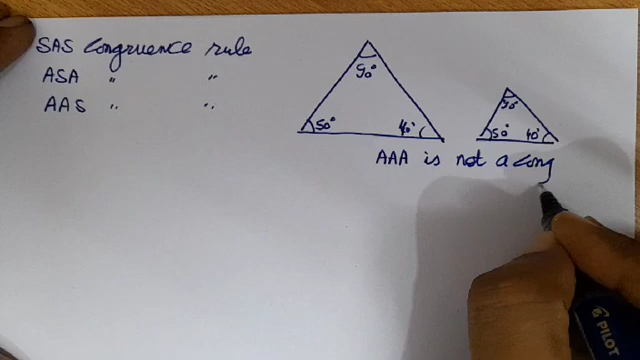 SAS Congruence rule
ASA " "
AAS " "
90°
50° 40°
90°
50° 40°
AAA is not a cong
PILOT